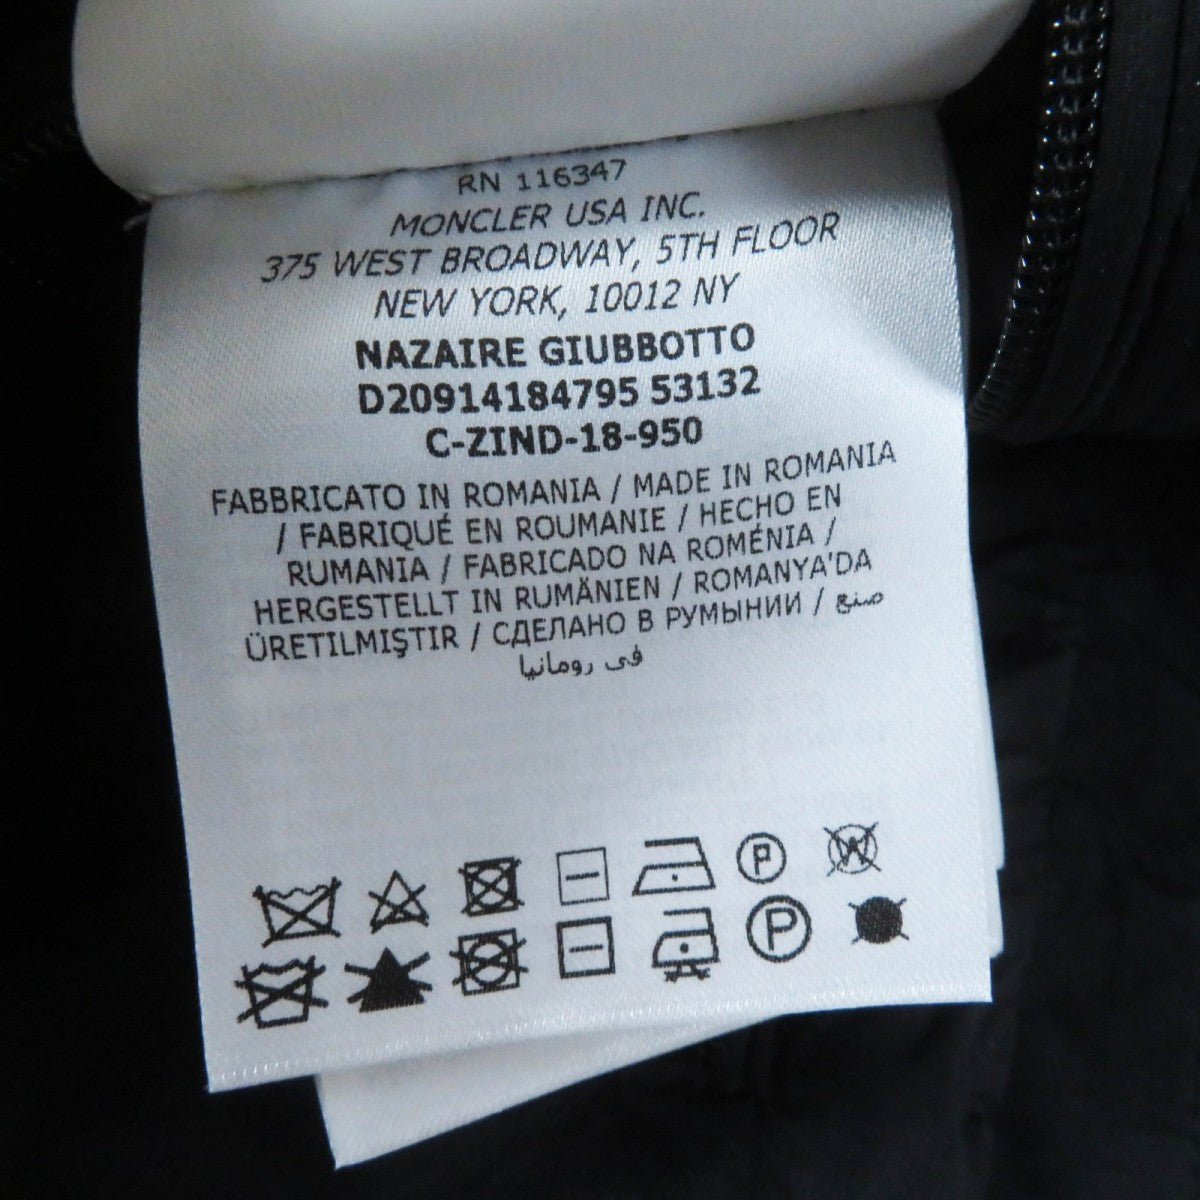 RN 116347
MONCLER USA INC.
375 WEST BROADWAY, 5TH FLOOR
NEW YORK, 10012 NY
NAZAIRE GIUBBOTTO
D20914184795 53132
C-ZIND-18-950
FABBRICATO IN ROMANIA / MADE IN ROMANIA
/ FABRIQUÉ EN ROUMANIE / HECHO EN
RUMANIA / FABRICADO NA ROMÉNIA /
HERGESTELLT IN RUMÄNIEN / ROMANYA'DA
ÜRETILMIŞTIR / СДЕЛАНО В РУМЫНИИ / صنع
فى رومانيا
P W
P